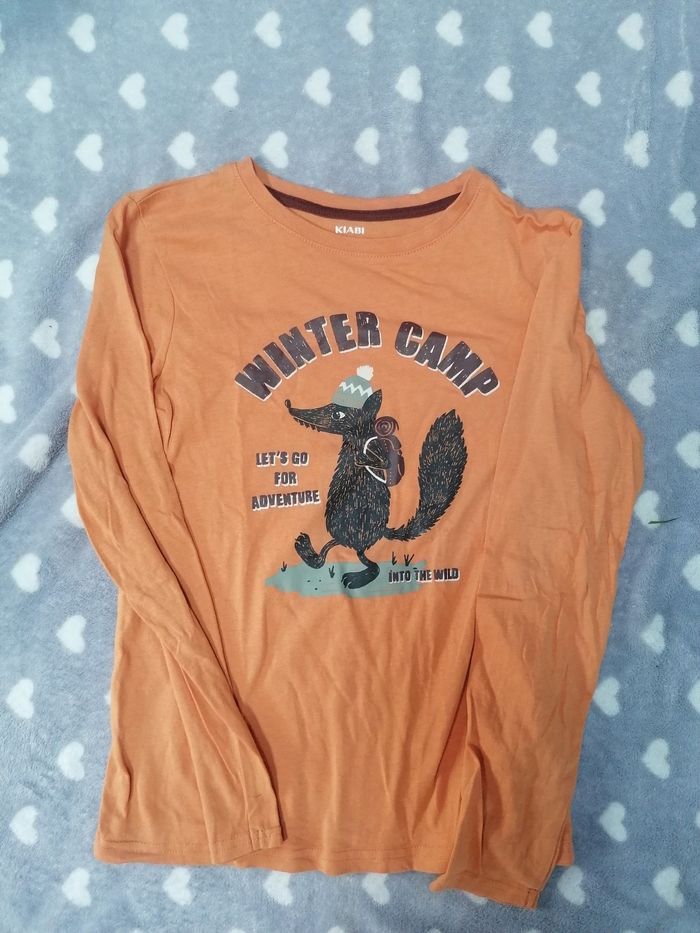 KIABI
WINTER CAMP
LET'S GO
FOR
ADVENTURE
INTO THE WILD